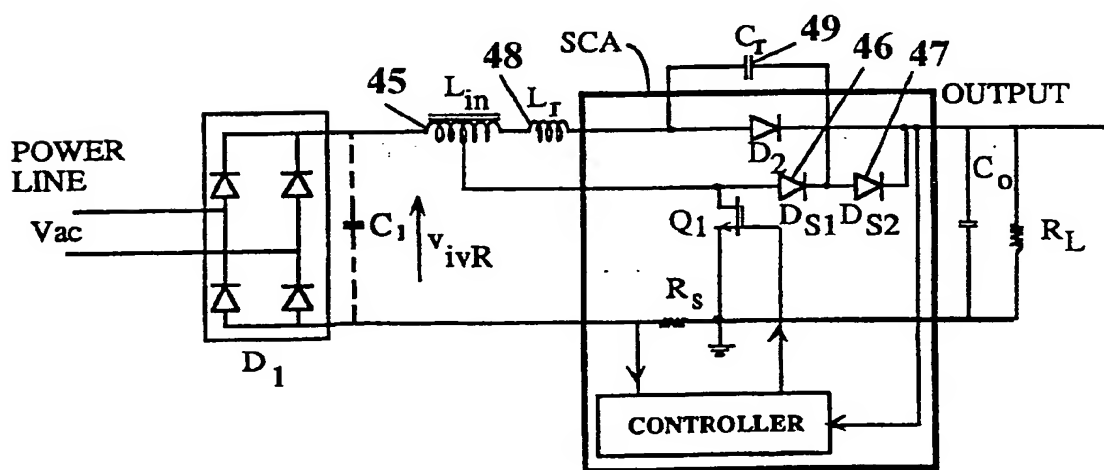 SCA
C_r
49
46
47
48
45
L_in
L_r
OUTPUT
POWER
LINE
D_2
Vac
C_1
v_ivR
Q1
D_S1
D_S2
C_o
R_L
R_s
D_1
CONTROLLER